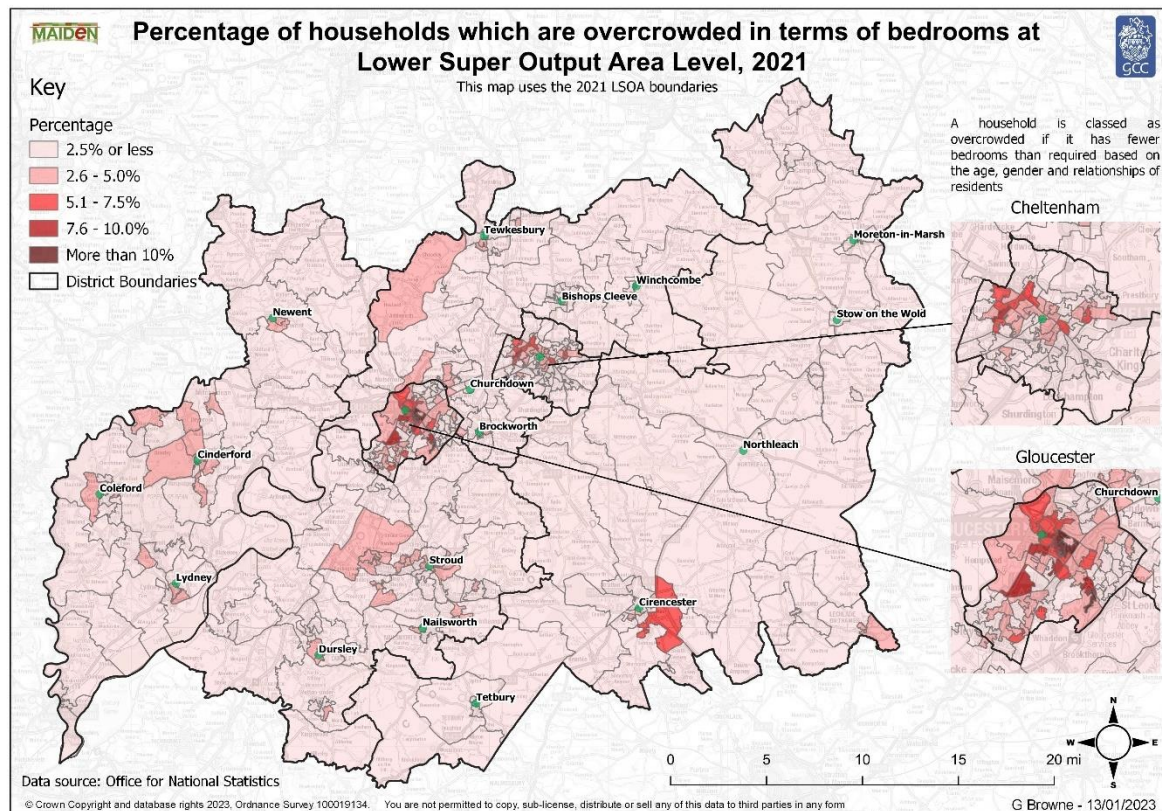 MAIDEN
Percentage of households which are overcrowded in terms of bedrooms at
Lower Super Output Area Level, 2021
This map uses the 2021 LSOA boundaries
GCC
Key
Percentage
2.5% or less
2.6 - 5.0%
5.1 - 7.5%
7.6 - 10.0%
More than 10%
District Boundaries
A household is classed as
overcrowded if it has fewer
bedrooms than required based on
the age, gender and relationships of
residents
Cheltenham
Tewkesbury
Moreton-in-Marsh
Winchcombe
Bishops Cleeve
Newent
Stow on the Wold
Churchdown
Brockworth
Northleach
Cinderford
Coleford
Gloucester
Churchdown
Stroud
Lydney
Cirencester
Nailsworth
Dursley
Tetbury
N
W E
S
0 5 10 15 20 mi
Data source: Office for National Statistics
© Crown Copyright and database rights 2023, Ordnance Survey 100019134. You are not permitted to copy, sub-license, distribute or sell any of this data to third parties in any form
G Browne - 13/01/2023